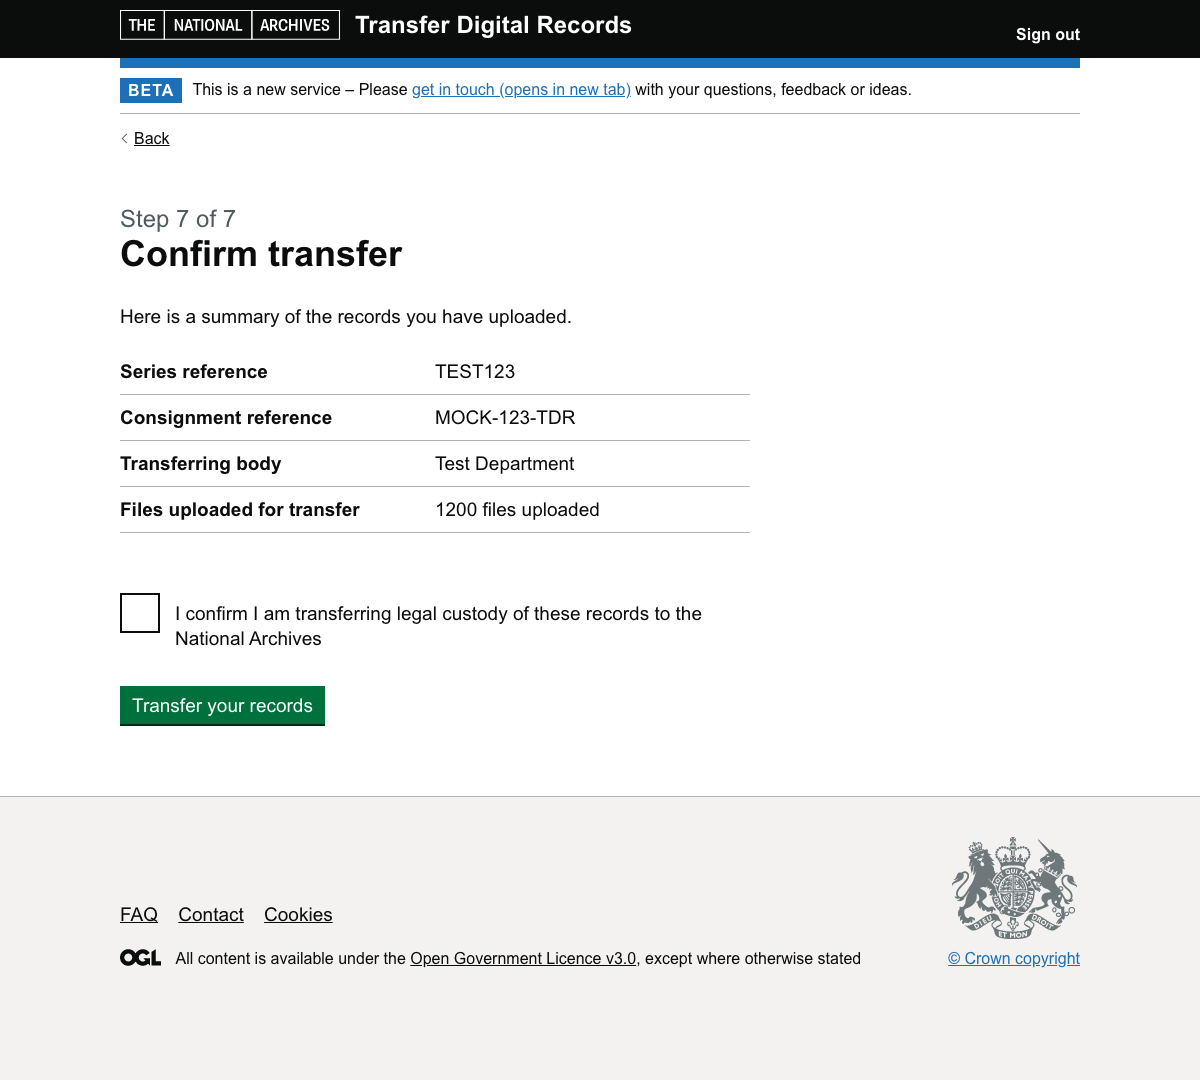 THE NATIONAL ARCHIVES Transfer Digital Records
Sign out
BETA This is a new service – Please get in touch (opens in new tab) with your questions, feedback or ideas.
Back
Step 7 of 7
Confirm transfer
Here is a summary of the records you have uploaded.
Series reference TEST123
Consignment reference MOCK-123-TDR
Transferring body Test Department
Files uploaded for transfer 1200 files uploaded
I confirm I am transferring legal custody of these records to the
National Archives
Transfer your records
FAQ Contact Cookies
DIEU ET MON DROIT
OGL All content is available under the Open Government Licence v3.0, except where otherwise stated
© Crown copyright